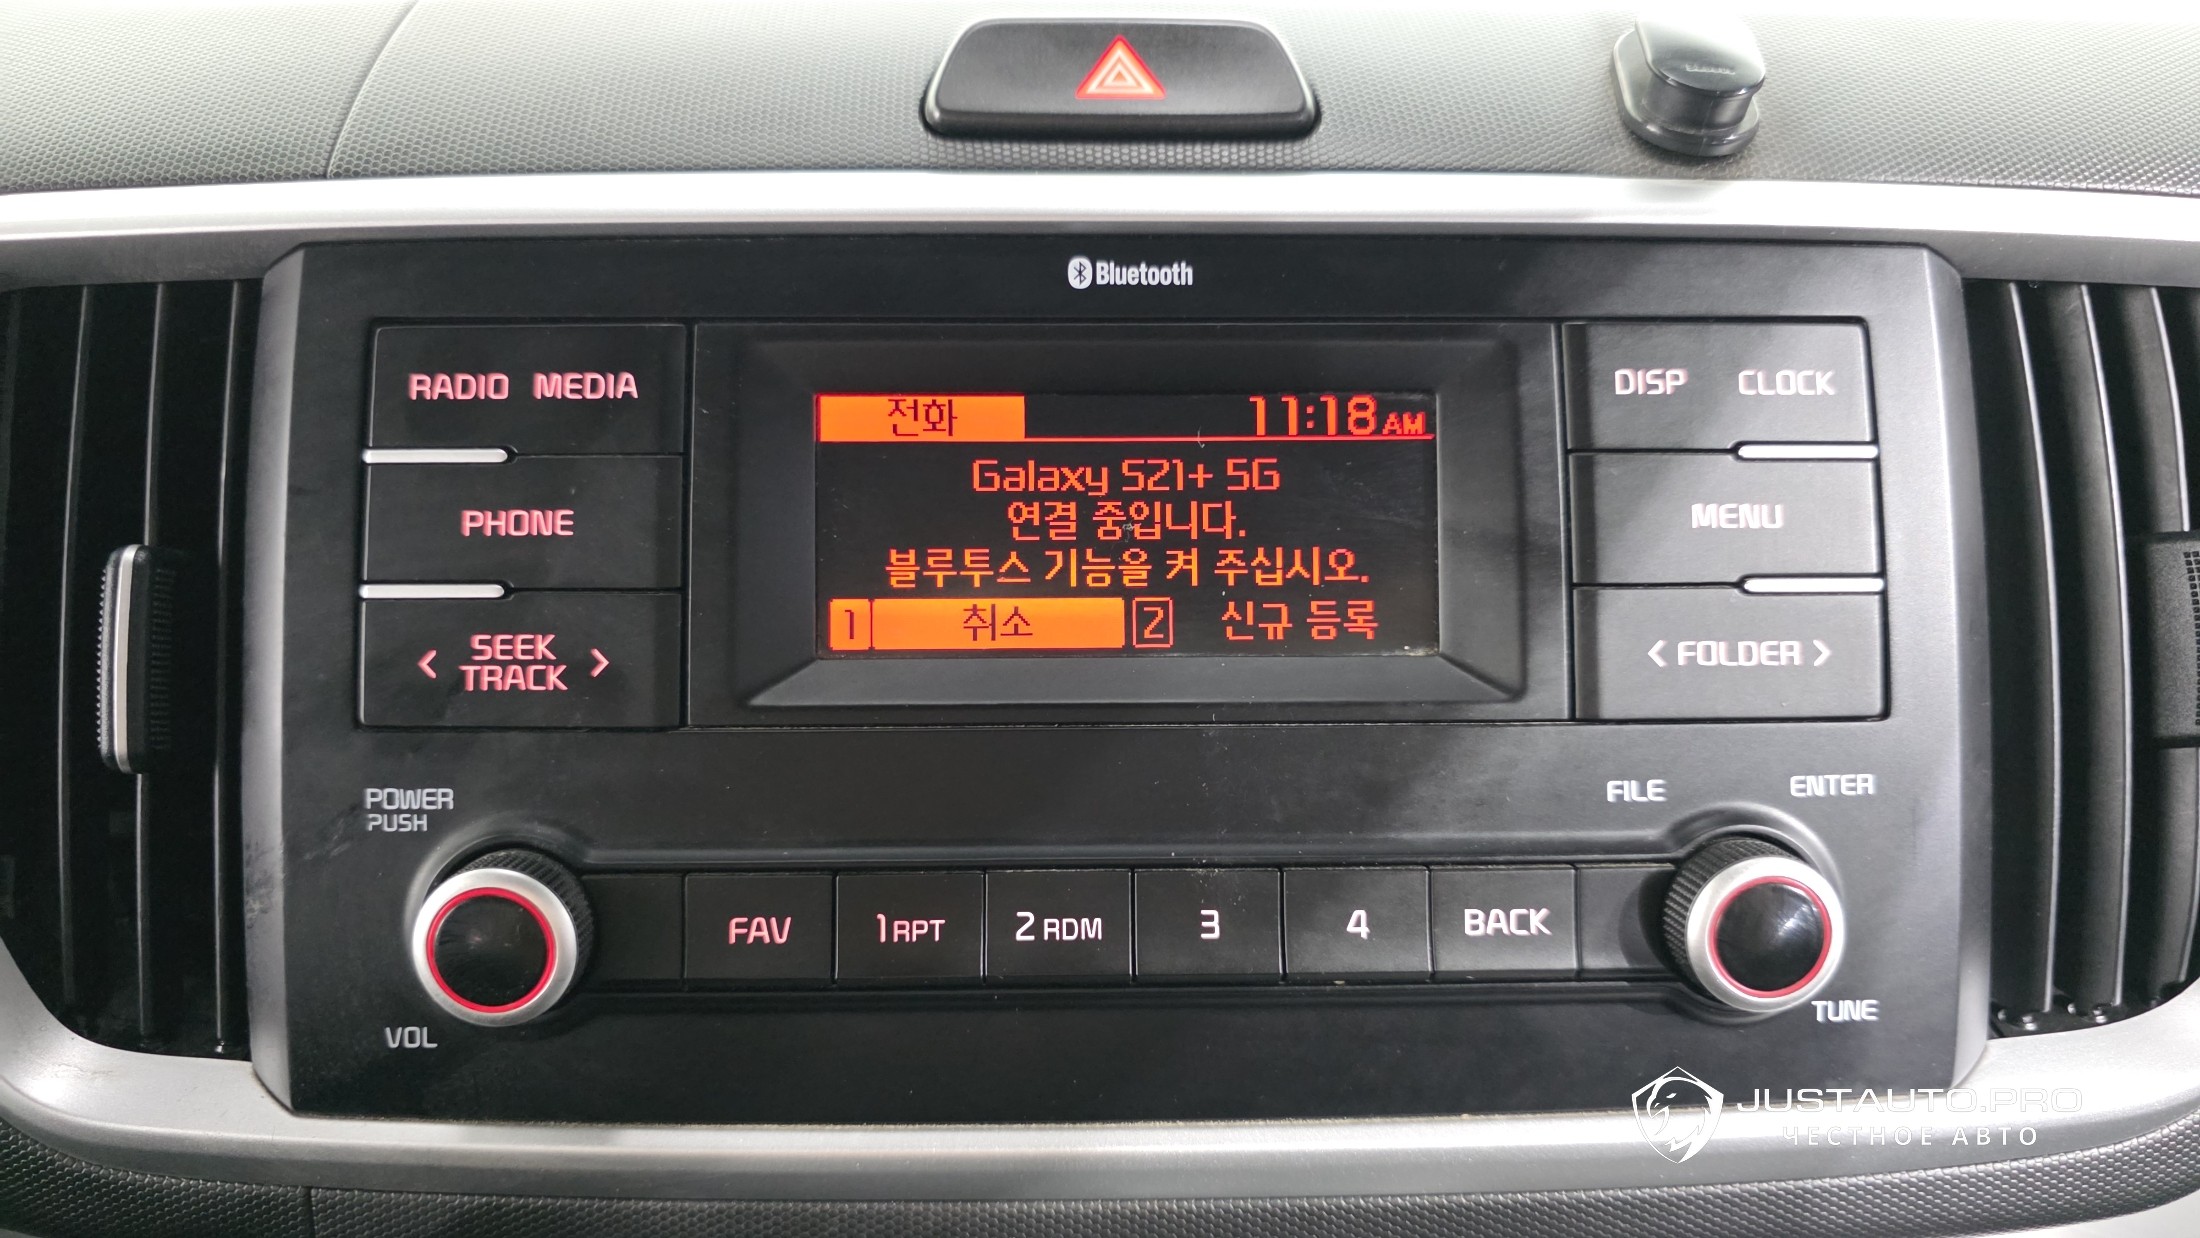 Bluetooth
RADIO MEDIA
PHONE
< SEEK TRACK >
전화 11:18 AM
Galaxy S21+ 5G
연결 중입니다.
블루투스 기능을 켜 주십시오.
1 취소 2 신규 등록
DISP CLOCK
MENU
< FOLDER >
POWER
PUSH
VOL
FAV 1 RPT 2 RDM 3 4 BACK
FILE ENTER
TUNE
JUSTAUTO.PRO
ЧЕСТНОЕ АВТО